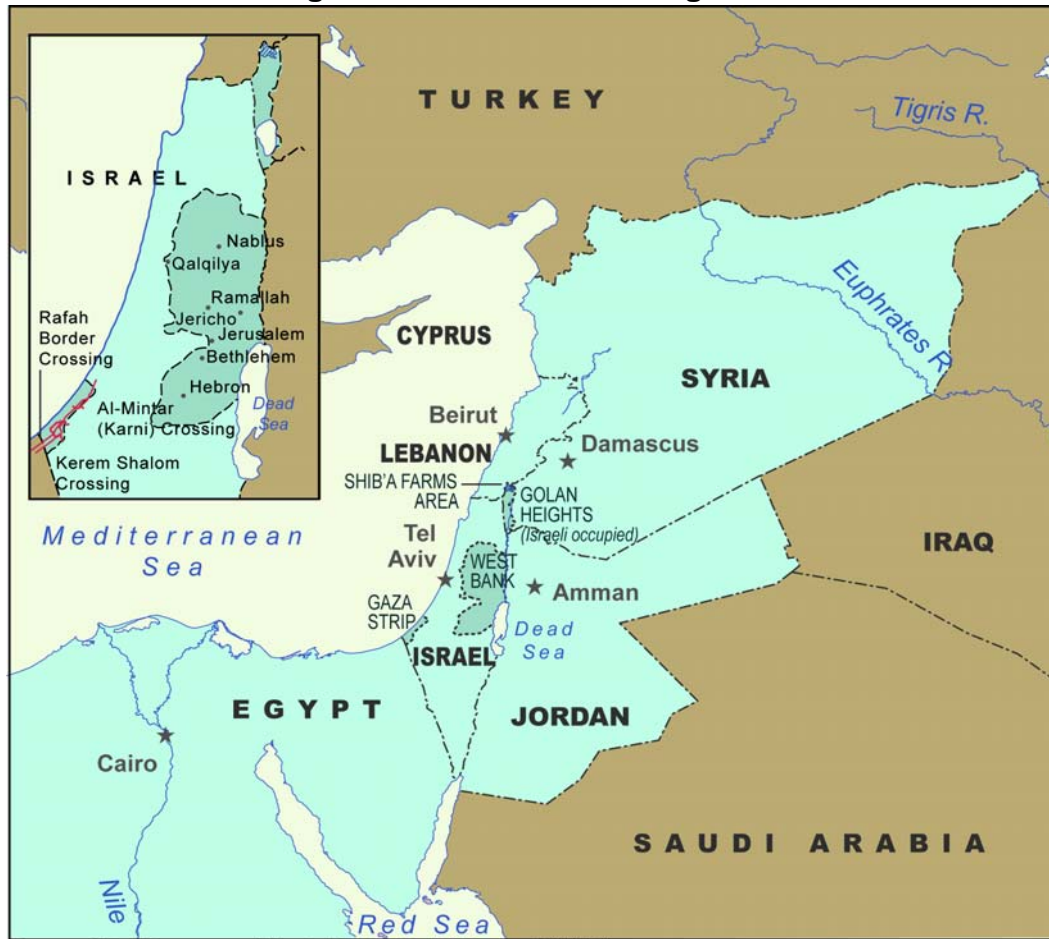 TURKEY
Tigris R.
ISRAEL
Nablus
Qalqilya
Ramallah
Jericho
Jerusalem
Bethlehem
Hebron
Rafah
Border
Crossing
Al-Mintar
(Karni) Crossing
Dead
Sea
Kerem Shalom
Crossing
CYPRUS
Euphrates R.
SYRIA
Beirut
LEBANON
Damascus
SHIB'A FARMS
AREA
GOLAN
HEIGHTS
(Israeli occupied)
Mediterranean
Sea
Tel
Aviv
WEST
BANK
IRAQ
Amman
GAZA
STRIP
Dead
Sea
ISRAEL
EGYPT
JORDAN
Cairo
SAUDI ARABIA
Nile
Red Sea